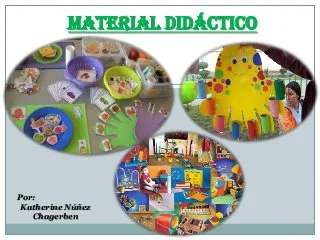 MATERIAL DIDÁCTICO
Por:
Katherine Núñez
Chagerben